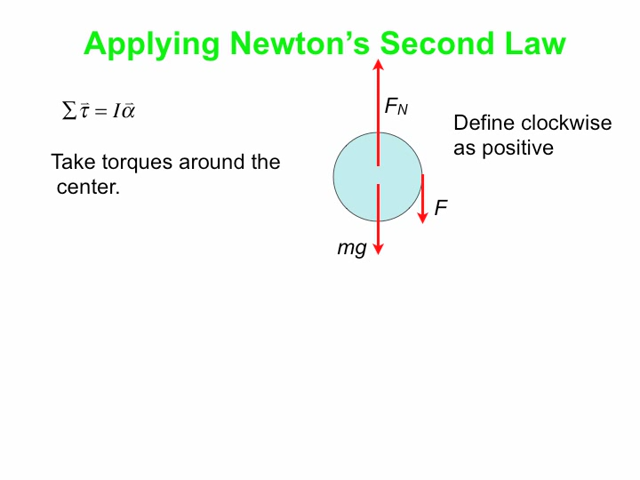 Applying Newton's Second Law
F_N
Σ τ⃗ = Iα⃗
Define clockwise
as positive
Take torques around the
center.
F
mg